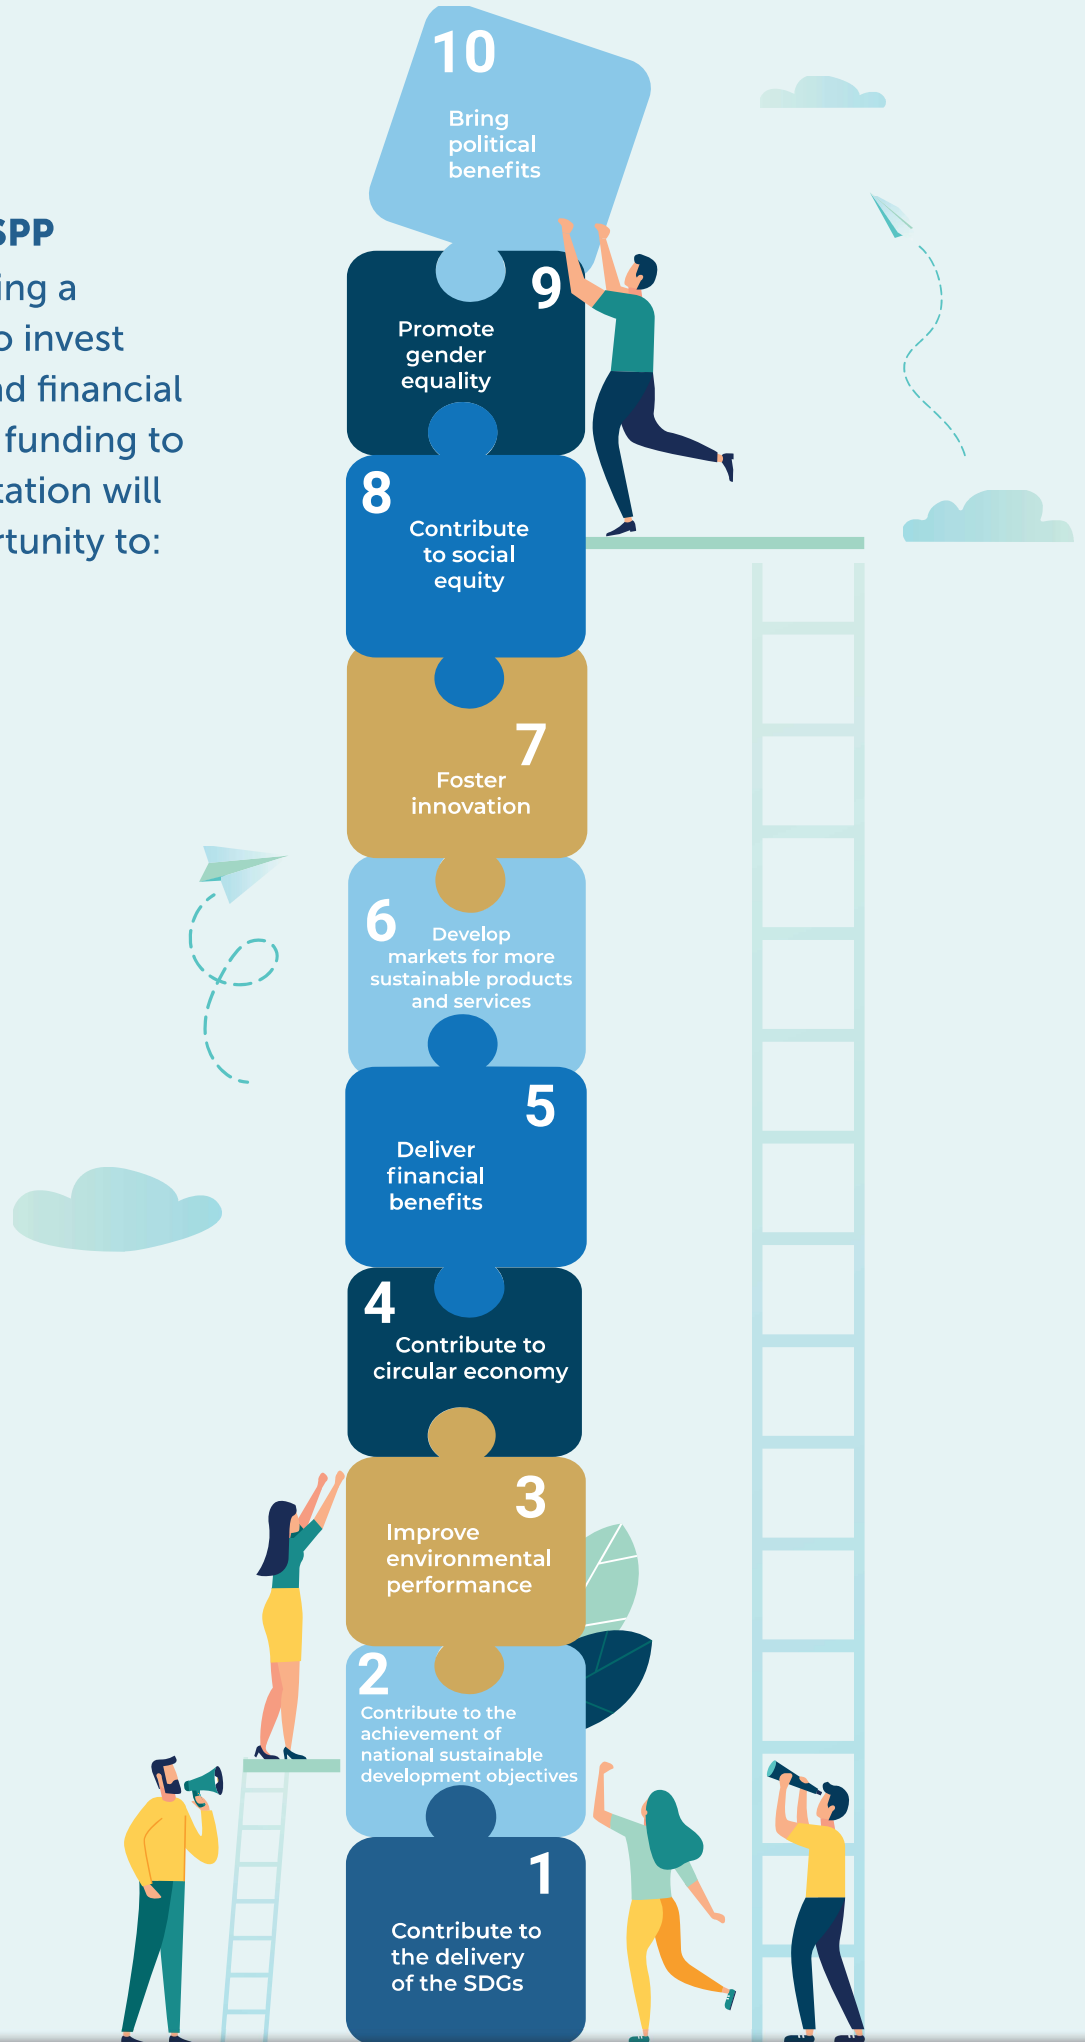 SPP
ing a
o invest
nd financial
funding to
tation will
rtunity to:
10
Bring
political
benefits
9
Promote
gender
equality
8
Contribute
to social
equity
7
Foster
innovation
6
Develop
markets for more
sustainable products
and services
5
Deliver
financial
benefits
4
Contribute to
circular economy
3
Improve
environmental
performance
2
Contribute to the
achievement of
national sustainable
development objectives
1
Contribute to
the delivery
of the SDGs